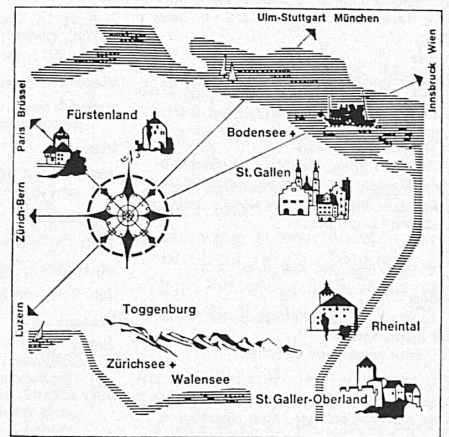 Ulm-Stuttgart München
Innsbruck Wien
Paris Brüssel
Fürstenland
Bodensee +
St.Gallen
Zürich-Bern
Luzern
Toggenburg
Rheintal
Zürichsee +
Walensee
St.Galler-Oberland